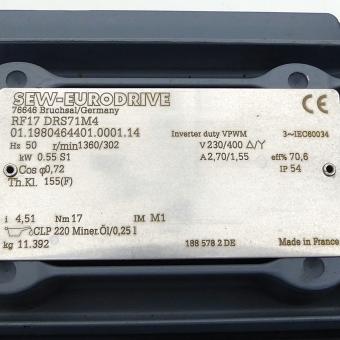 SEW-EURODRIVE
76646 Bruchsal/Germany
RF17 DRS71M4
01.1980464401.0001.14 Inverter duty VPWM 3~IEC60034
Hz 50 r/min 1360/302 V 230/400 Δ/Y
kW 0.55 S1 A 2,70/1,55 eff% 70,6
Cos φ 0,72 IP 54
Th.Kl. 155(F)
i 4,51 Nm 17 IM M1
CLP 220 Miner.Öl/0,25 l
kg 11.392 188 578 2 DE Made in France
CE